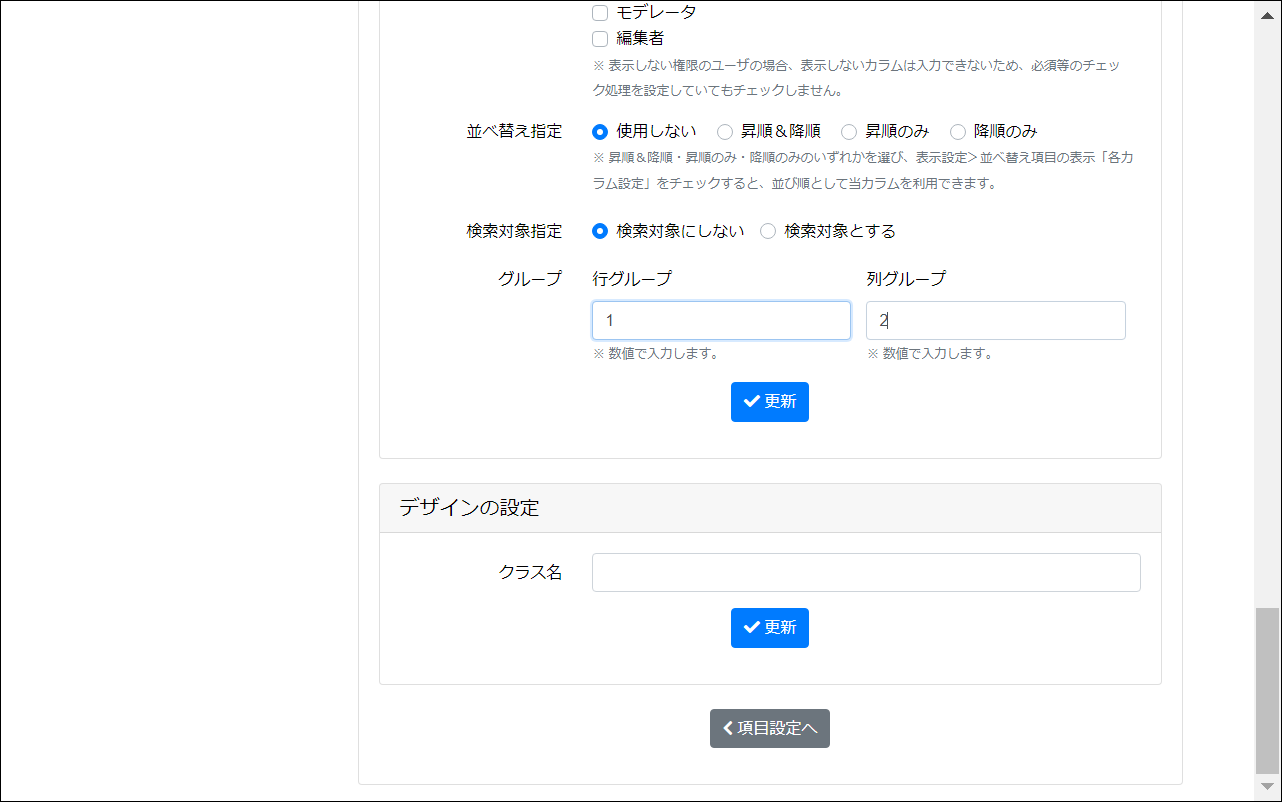 モデレータ
編集者
※ 表示しない権限のユーザの場合、表示しないカラムは入力できないため、必須等のチェッ
ク処理を設定していてもチェックしません。
並べ替え指定 使用しない 昇順＆降順 昇順のみ 降順のみ
※ 昇順＆降順・昇順のみ・降順のみのいずれかを選び、表示設定＞並べ替え項目の表示「各カ
ラム設定」をチェックすると、並び順として当カラムを利用できます。
検索対象指定 検索対象にしない 検索対象とする
グループ 行グループ 列グループ
1 2
※ 数値で入力します。 ※ 数値で入力します。
更新
デザインの設定
クラス名
更新
項目設定へ